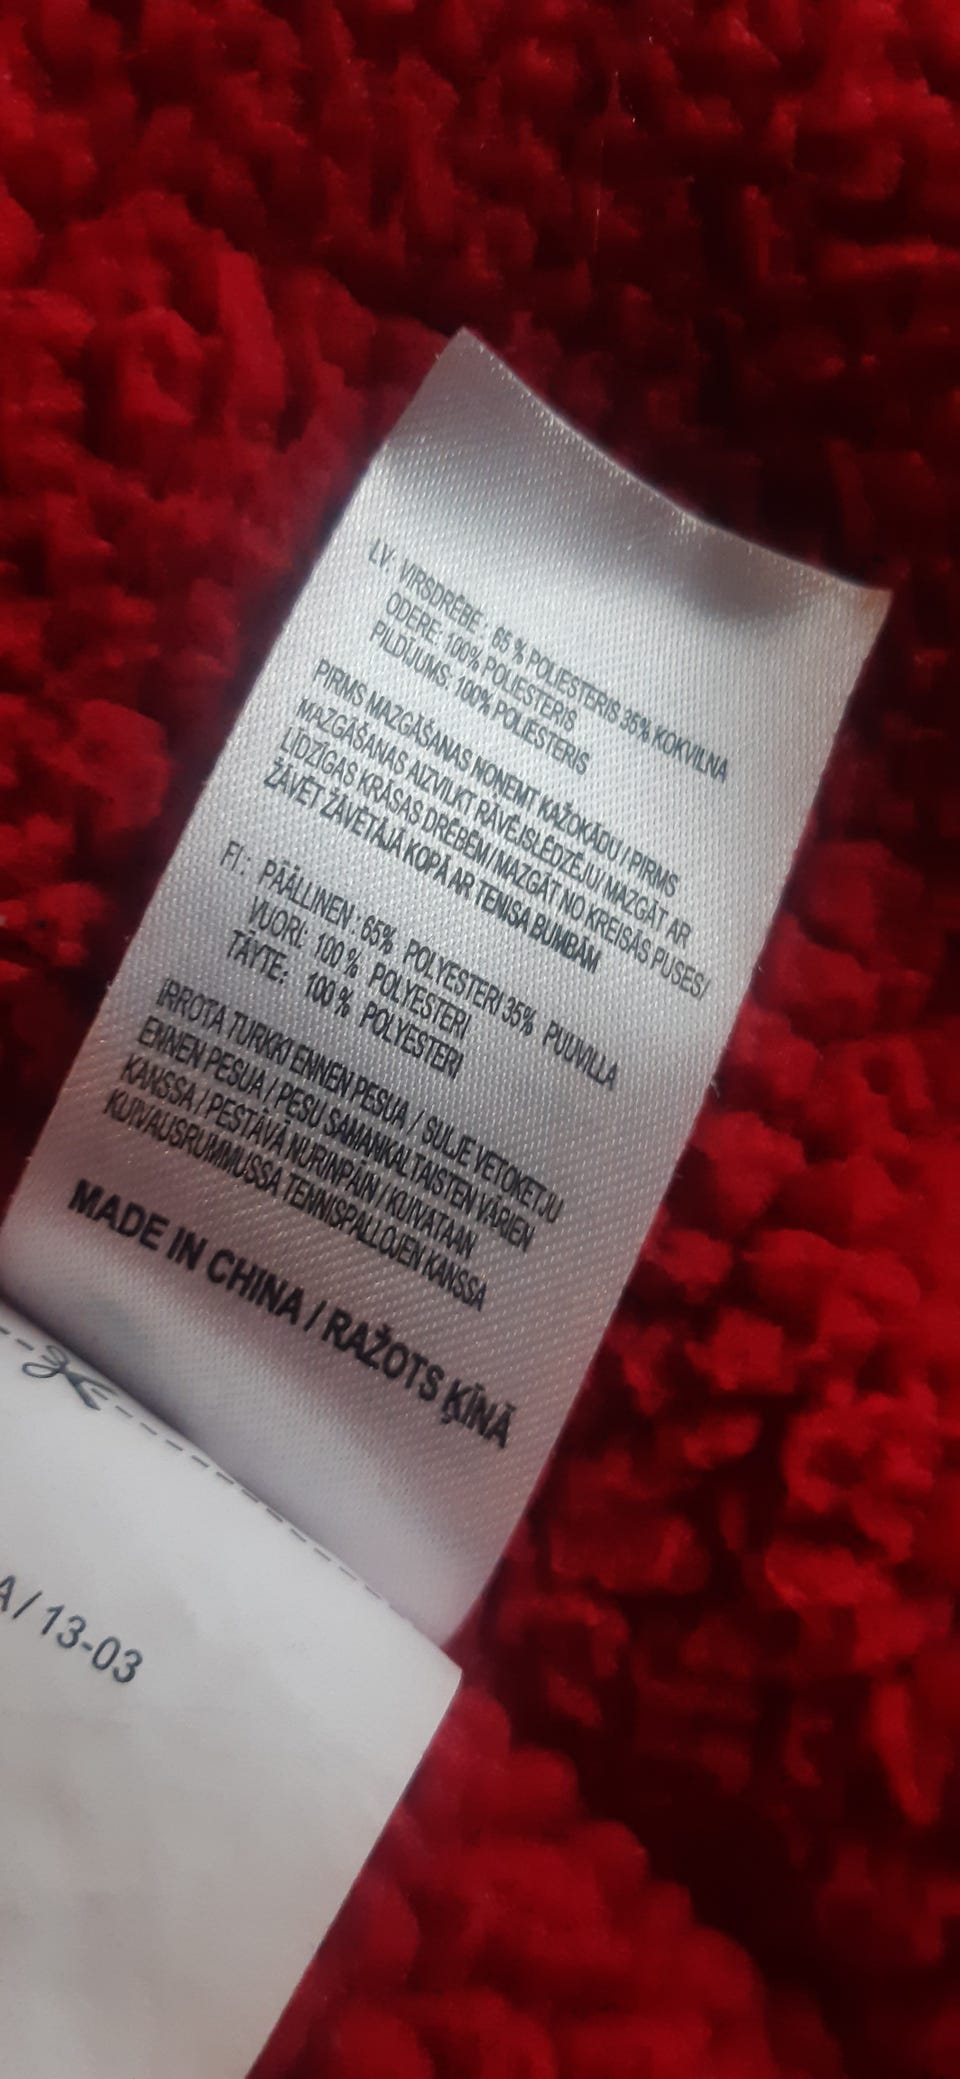 LV: VIRSDRĒBE: 65 % POLIESTERIS 35% KOKVILNA
ODERE: 100% POLIESTERIS
PILDĪJUMS: 100% POLIESTERIS
PIRMS MAZGĀŠANAS NOŅEMT KAŽOKĀDU / PIRMS
MAZGĀŠANAS AIZVILKT RĀVĒJSLĒDZĒJU/ MAZGĀT AR
LĪDZĪGAS KRĀSAS DRĒBĒM/ MAZGĀT NO KREISĀS PUSES/
ŽĀVĒT ŽĀVĒTĀJĀ KOPĀ AR TENISA BUMBĀM
FI : PÄÄLLINEN : 65% POLYESTERI 35% PUUVILLA
VUORI: 100 % POLYESTERI
TÄYTE: 100 % POLYESTERI
IRROTA TURKKI ENNEN PESUA / SULJE VETOKETJU
ENNEN PESUA / PESU SAMANKALTAISTEN VÄRIEN
KANSSA / PESTÄVÄ NURINPÄIN / KUIVATAAN
KUIVAUSRUMMUSSA TENNISPALLOJEN KANSSA
MADE IN CHINA / RAŽOTS ĶĪNĀ
A / 13-03